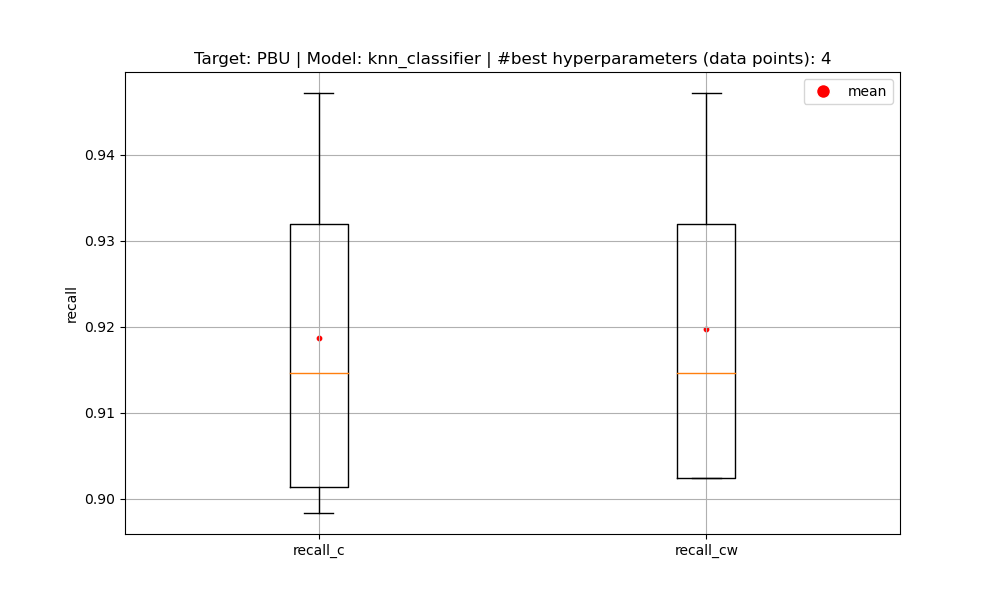 Target: PBU | Model: knn_classifier | #best hyperparameters (data points): 4
mean
0.94
0.93
0.92
0.91
0.90
recall
recall_c
recall_cw